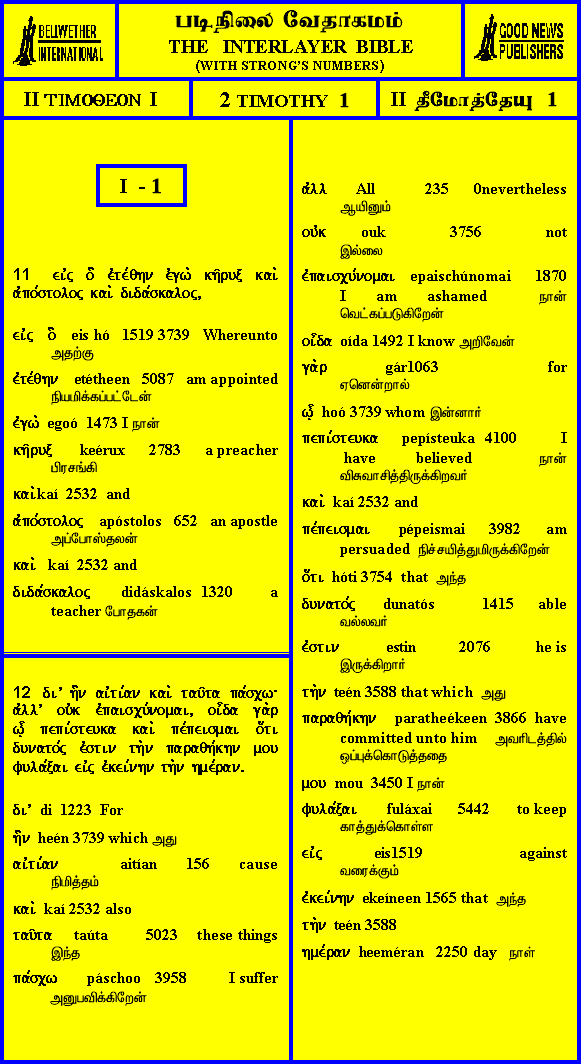 BELLWETHER
INTERNATIONAL
படிநிலை வேதாகமம்
THE INTERLAYER BIBLE
(WITH STRONG'S NUMBERS)
GOOD NEWS
PUBLISHERS
II ΤΙΜΟΘΕΟΝ I
2 TIMOTHY 1
II தீமோத்தேயு 1
I - 1
11 εἰς ὃ ἐτέθην ἐγὼ κῆρυξ καὶ
ἀπόστολος καὶ διδάσκαλος,
εἰς ὃ eis hó 1519 3739 Whereunto
அதற்கு
ἐτέθην etétheen 5087 am appointed
நியமிக்கப்பட்டேன்
ἐγὼ egoó 1473 I நான்
κῆρυξ keérux 2783 a preacher
பிரசங்கி
καὶ kaí 2532 and
ἀπόστολος apóstolos 652 an apostle
அப்போஸ்தலன்
καὶ kaí 2532 and
διδάσκαλος didáskalos 1320 a
teacher போதகன்
12 δι' ἣν αἰτίαν καὶ ταῦτα πάσχω·
ἀλλ' οὐκ ἐπαισχύνομαι, οἶδα γὰρ
ᾧ πεπίστευκα καὶ πέπεισμαι ὅτι
δυνατός ἐστιν τὴν παραθήκην μου
φυλάξαι εἰς ἐκείνην τὴν ἡμέραν.
δι' di 1223 For
ἣν heén 3739 which அது
αἰτίαν aitían 156 cause
நிமித்தம்
καὶ kaí 2532 also
ταῦτα taúta 5023 these things
இந்த
πάσχω páschoo 3958 I suffer
அனுபவிக்கிறேன்
ἀλλ All 235 0nevertheless
ஆயினும்
οὐκ ouk 3756 not
இல்லை
ἐπαισχύνομαι epaischúnomai 1870
I am ashamed நான்
வெட்கப்படுகிறேன்
οἶδα oída 1492 I know அறிவேன்
γὰρ gár1063 for
ஏனென்றால்
ᾧ hoó 3739 whom இன்னார்
πεπίστευκα pepísteuka 4100 I
have believed நான்
விசுவாசித்திருக்கிறவர்
καὶ kaí 2532 and
πέπεισμαι pépeismai 3982 am
persuaded நிச்சயித்துமிருக்கிறேன்
ὅτι hóti 3754 that அந்த
δυνατός dunatós 1415 able
வல்லவர்
ἐστιν estin 2076 he is
இருக்கிறார்
τὴν teén 3588 that which அது
παραθήκην paratheékeen 3866 have
committed unto him அவரிடத்தில்
ஒப்புக்கொடுத்ததை
μου mou 3450 I நான்
φυλάξαι fuláxai 5442 to keep
காத்துக்கொள்ள
εἰς eis1519 against
வரைக்கும்
ἐκείνην ekeíneen 1565 that அந்த
τὴν teén 3588
ημέραν heeméran 2250 day நாள்